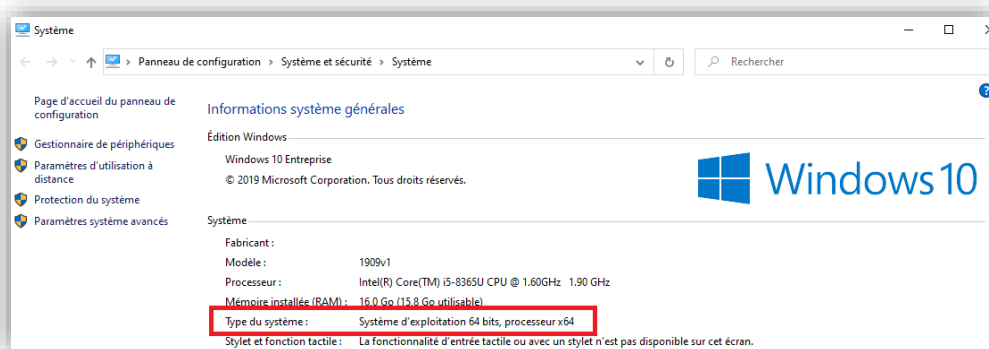 Système
Panneau de configuration > Système et sécurité > Système
Rechercher
Page d'accueil du panneau de
configuration
Gestionnaire de périphériques
Paramètres d'utilisation à
distance
Protection du système
Paramètres système avancés
Informations système générales
Édition Windows
Windows 10 Entreprise
© 2019 Microsoft Corporation. Tous droits réservés.
Windows 10
Système
Fabricant :
Modèle : 1909v1
Processeur : Intel(R) Core(TM) i5-8365U CPU @ 1.60GHz 1.90 GHz
Mémoire installée (RAM) : 16,0 Go (15,8 Go utilisable)
Type du système : Système d'exploitation 64 bits, processeur x64
Stylet et fonction tactile : La fonctionnalité d'entrée tactile ou avec un stylet n'est pas disponible sur cet écran.